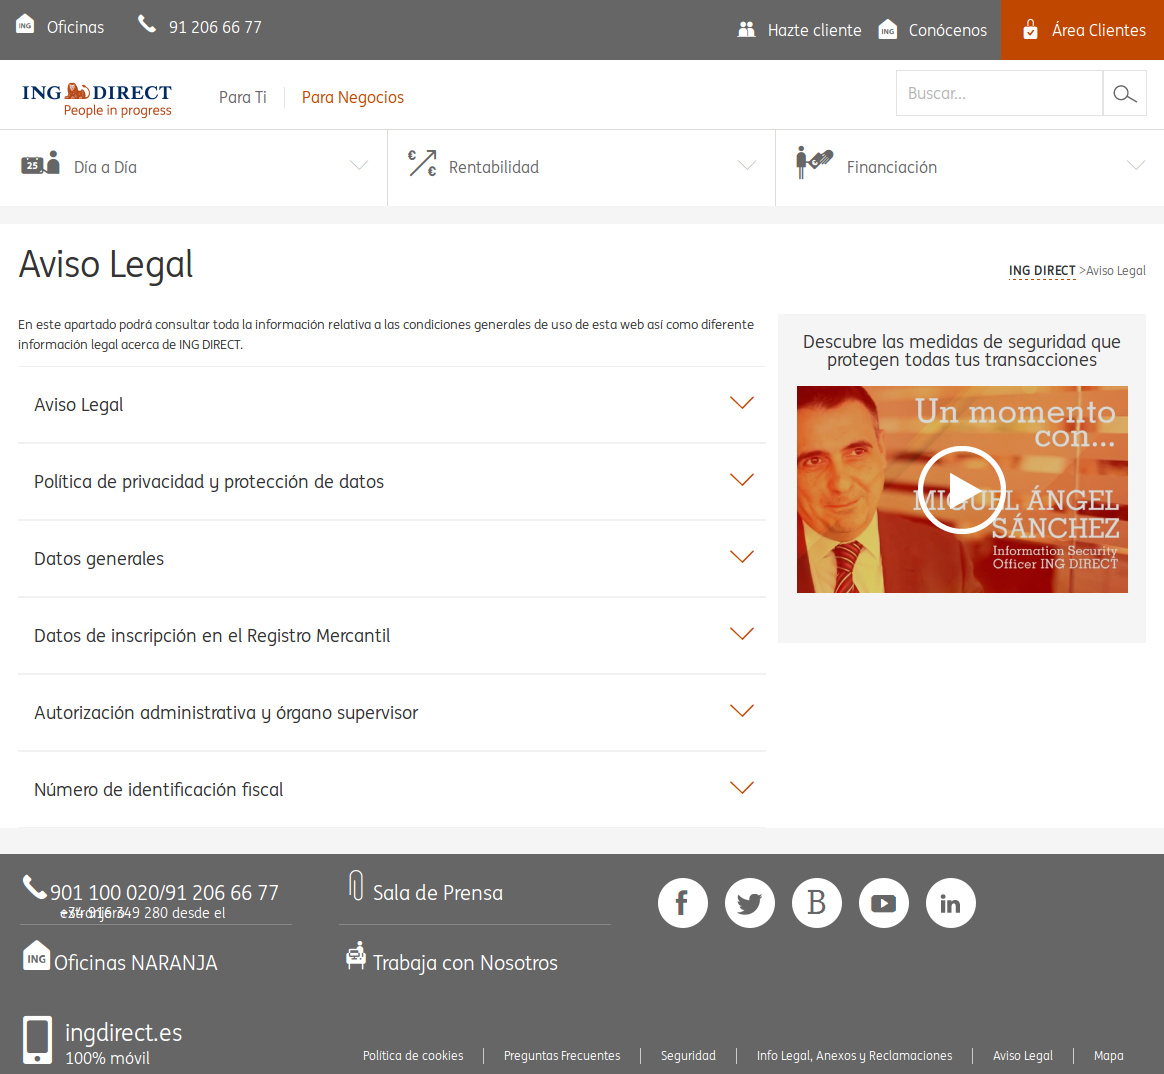 ING Oficinas 91 206 66 77 Hazte cliente ING Conócenos Área Clientes
ING DIRECT
People in progress
Para Ti Para Negocios Buscar...
25 Día a Día € € Rentabilidad € Financiación
Aviso Legal
ING DIRECT >Aviso Legal
En este apartado podrá consultar toda la información relativa a las condiciones generales de uso de esta web así como diferente
información legal acerca de ING DIRECT.
Aviso Legal
Política de privacidad y protección de datos
Datos generales
Datos de inscripción en el Registro Mercantil
Autorización administrativa y órgano supervisor
Número de identificación fiscal
Descubre las medidas de seguridad que
protegen todas tus transacciones
Un momento
con...
MIGUEL ÁNGEL
SÁNCHEZ
Information Security
Officer ING DIRECT
901 100 020/91 206 66 77
+34 916 349 280 desde el
extranjero
ING Oficinas NARANJA
ingdirect.es
100% móvil
Sala de Prensa
Trabaja con Nosotros
f B in
Política de cookies Preguntas Frecuentes Seguridad Info Legal, Anexos y Reclamaciones Aviso Legal Mapa